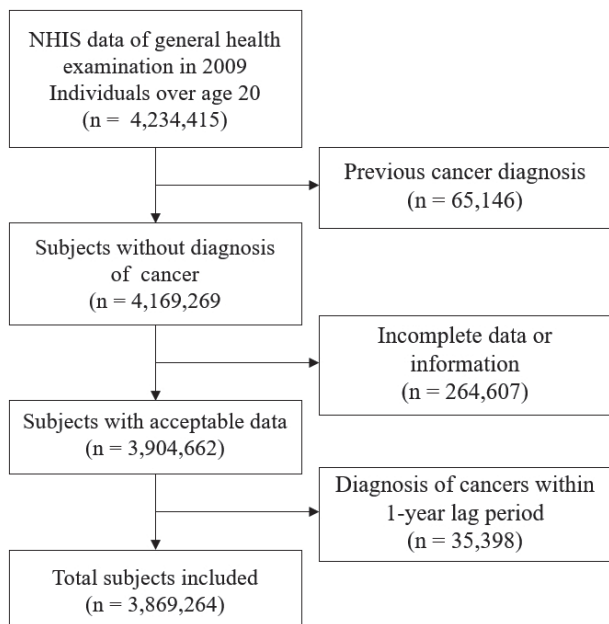 NHIS data of general health
examination in 2009
Individuals over age 20
(n = 4,234,415)
Previous cancer diagnosis
(n = 65,146)
Subjects without diagnosis
of cancer
(n = 4,169,269
Incomplete data or
information
(n = 264,607)
Subjects with acceptable data
(n = 3,904,662)
Diagnosis of cancers within
1-year lag period
(n = 35,398)
Total subjects included
(n = 3,869,264)